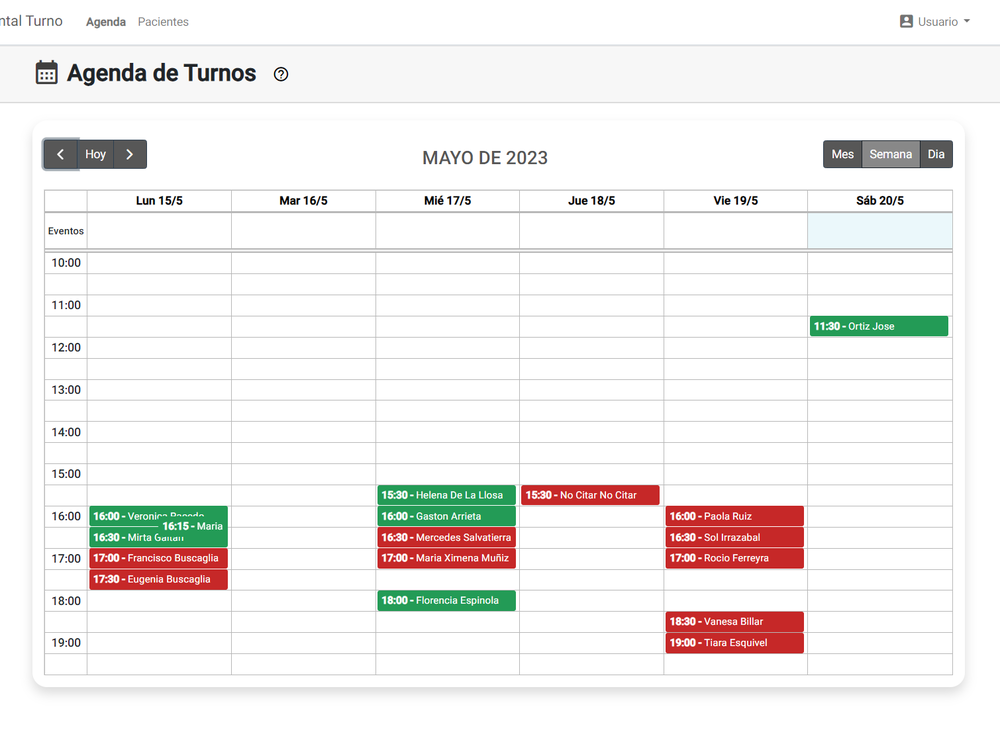 ntal Turno Agenda Pacientes Usuario
Agenda de Turnos
Hoy MAYO DE 2023 Mes Semana Dia
Lun 15/5 Mar 16/5 Mié 17/5 Jue 18/5 Vie 19/5 Sáb 20/5
Eventos
10:00
11:00
11:30 - Ortiz Jose
12:00
13:00
14:00
15:00
15:30 - Helena De La Llosa 15:30 - No Citar No Citar
16:00 16:00 - Veronica 16:00 - Gaston Arrieta 16:00 - Paola Ruiz
16:15 - Maria
16:30 - Mirta 16:30 - Mercedes Salvatierra 16:30 - Sol Irrazabal
17:00 17:00 - Francisco Buscaglia 17:00 - Maria Ximena Muñiz 17:00 - Rocio Ferreyra
17:30 - Eugenia Buscaglia
18:00 18:00 - Florencia Espinola
18:30 - Vanesa Billar
19:00 19:00 - Tiara Esquivel